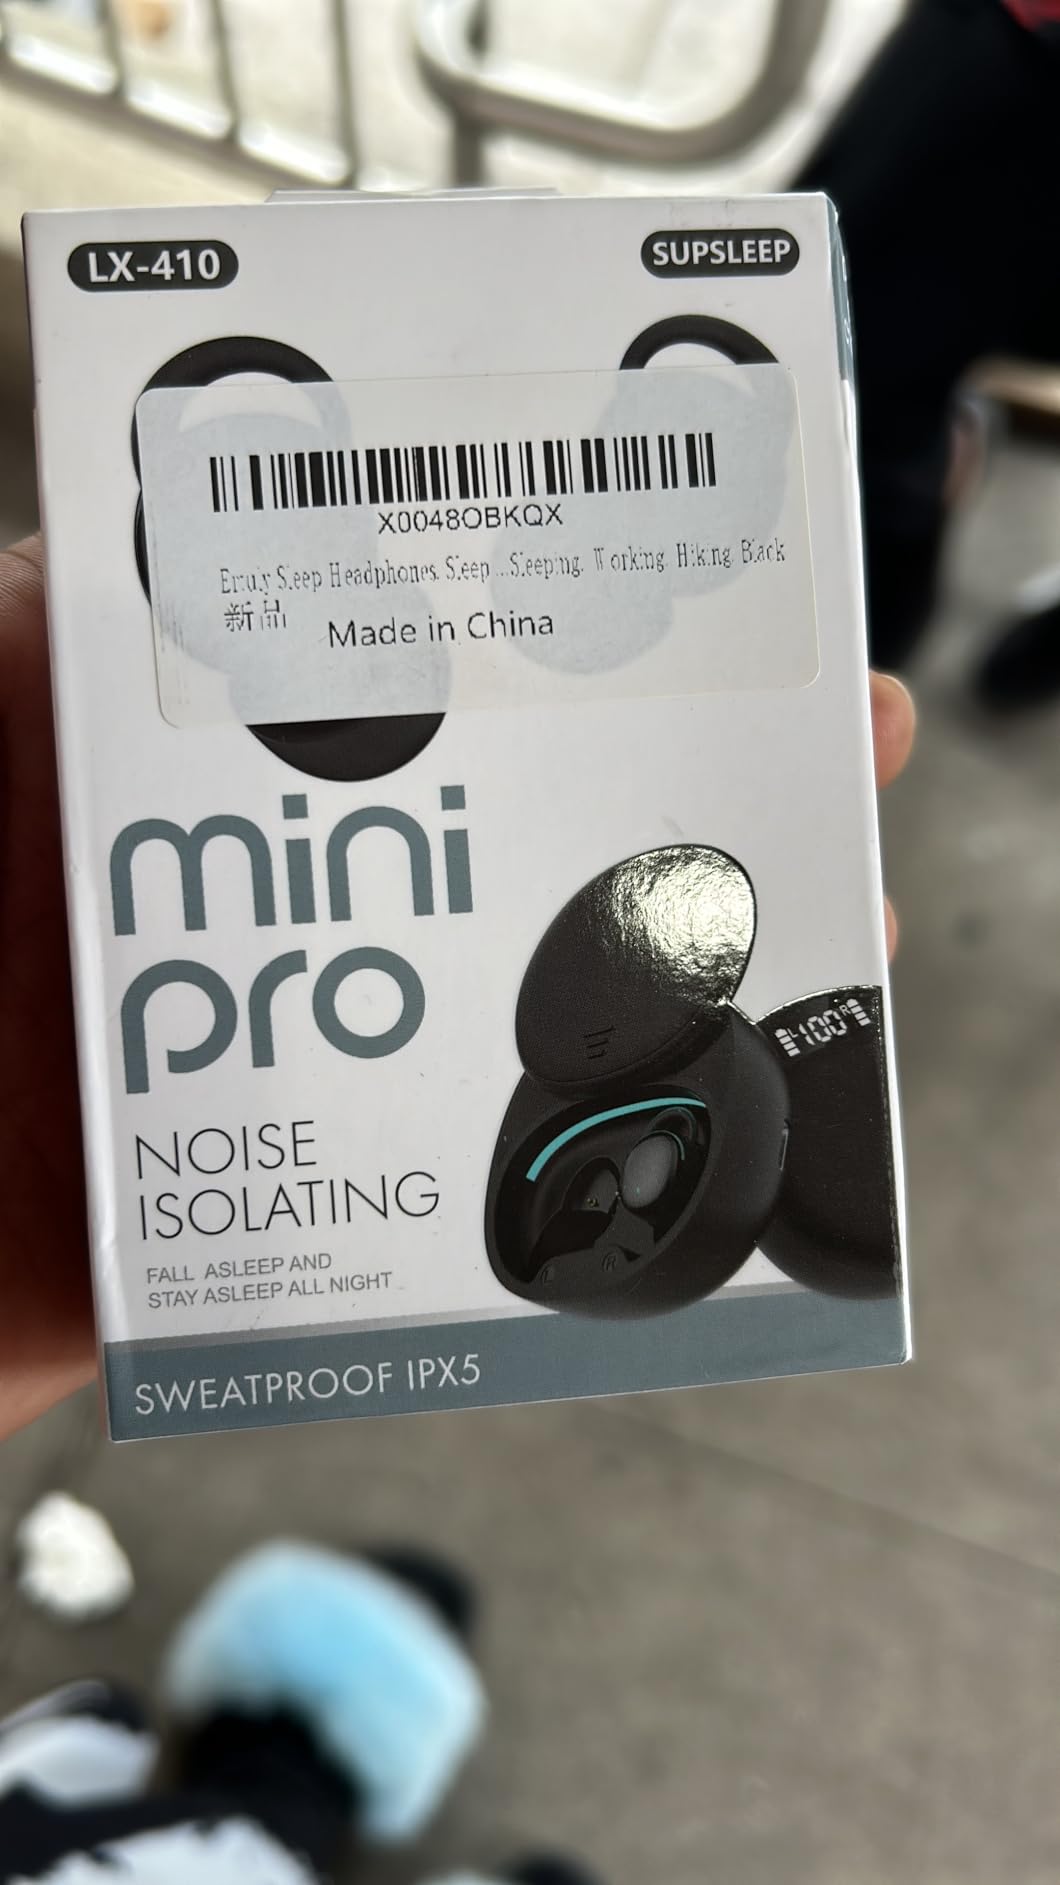 LX-410
SUPSLEEP
X0048OBKQX
Sleep Headphones, Sleep...Sleeping, Working, Hiking, Black
新品
Made in China
mini
pro
100
NOISE
ISOLATING
FALL ASLEEP AND
STAY ASLEEP ALL NIGHT
SWEATPROOF IPX5